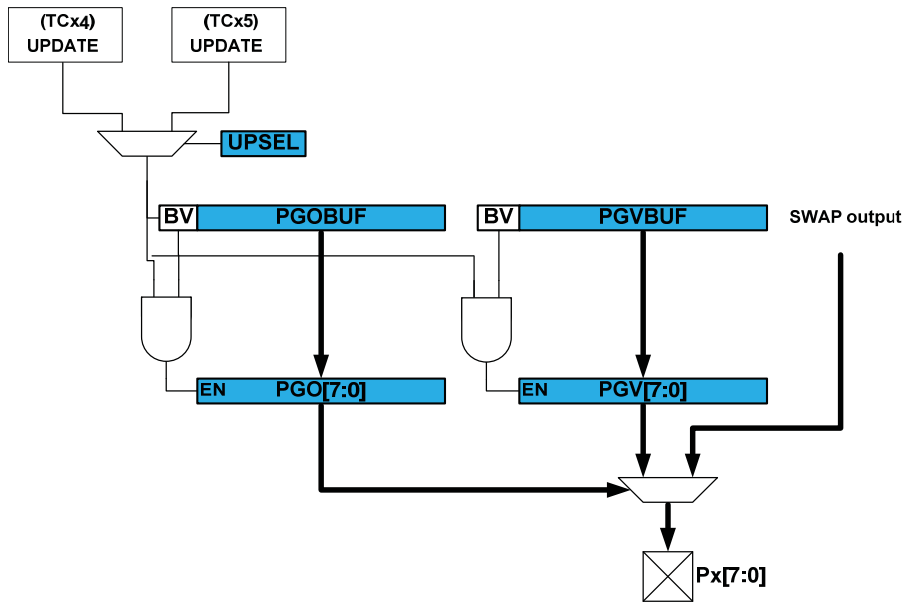 (TCx4)
UPDATE
(TCx5)
UPDATE
UPSEL
BV
PGOBUF
BV
PGVBUF
SWAP output
EN
PGO[7:0]
EN
PGV[7:0]
Px[7:0]